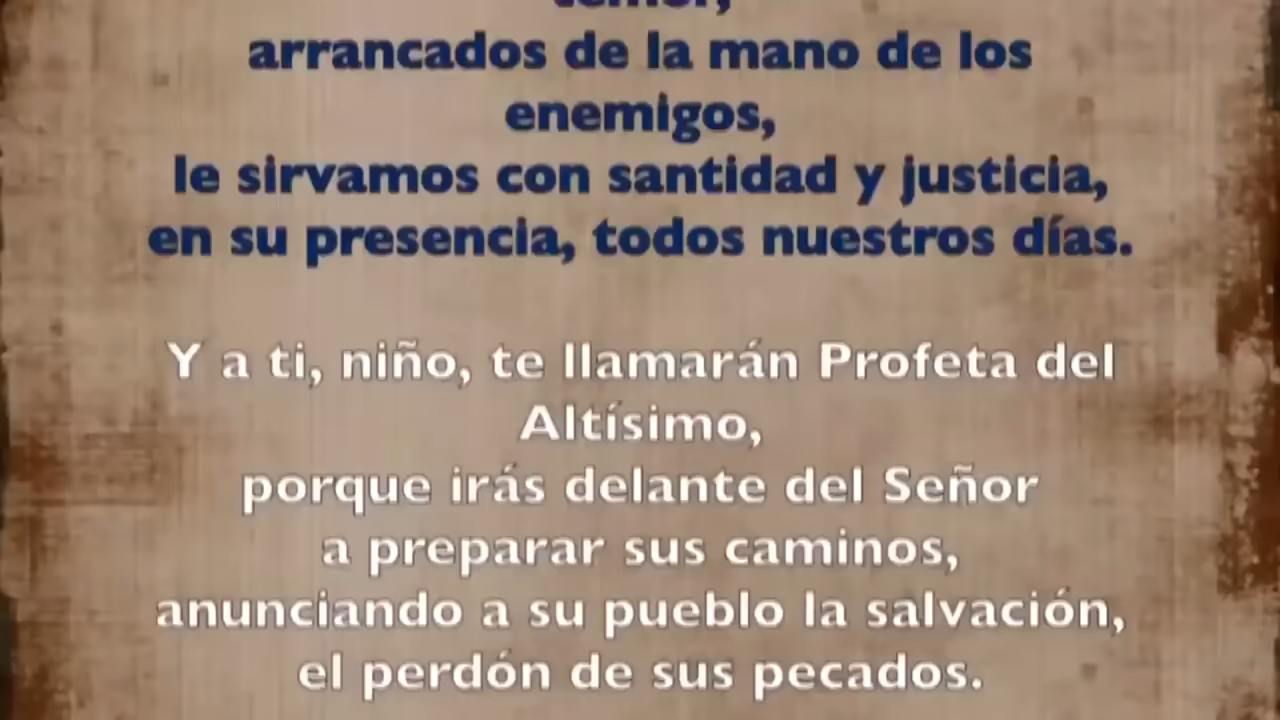 arrancados de la mano de los
enemigos,
le sirvamos con santidad y justicia,
en su presencia, todos nuestros días.
Y a ti, niño, te llamarán Profeta del
Altísimo,
porque irás delante del Señor
a preparar sus caminos,
anunciando a su pueblo la salvación,
el perdón de sus pecados.